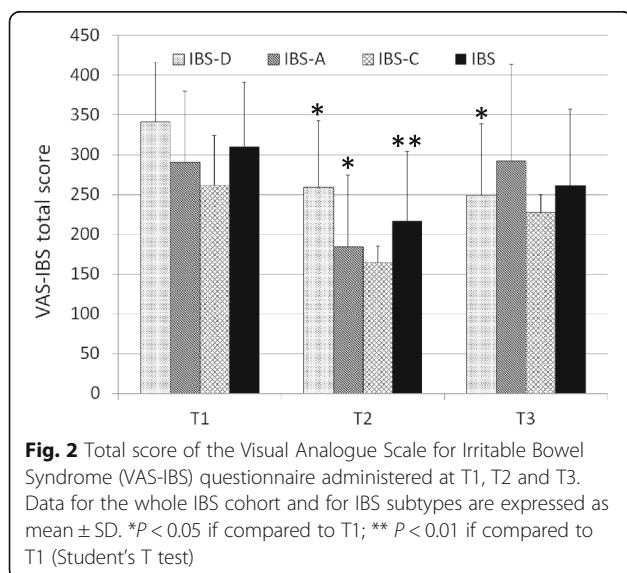 450
400
350
300
250
200
150
100
50
0
VAS-IBS total score
IBS-D IBS-A IBS-C IBS
* * ** *
T1 T2 T3
Fig. 2 Total score of the Visual Analogue Scale for Irritable Bowel
Syndrome (VAS-IBS) questionnaire administered at T1, T2 and T3.
Data for the whole IBS cohort and for IBS subtypes are expressed as
mean ± SD. *P < 0.05 if compared to T1; ** P < 0.01 if compared to
T1 (Student's T test)